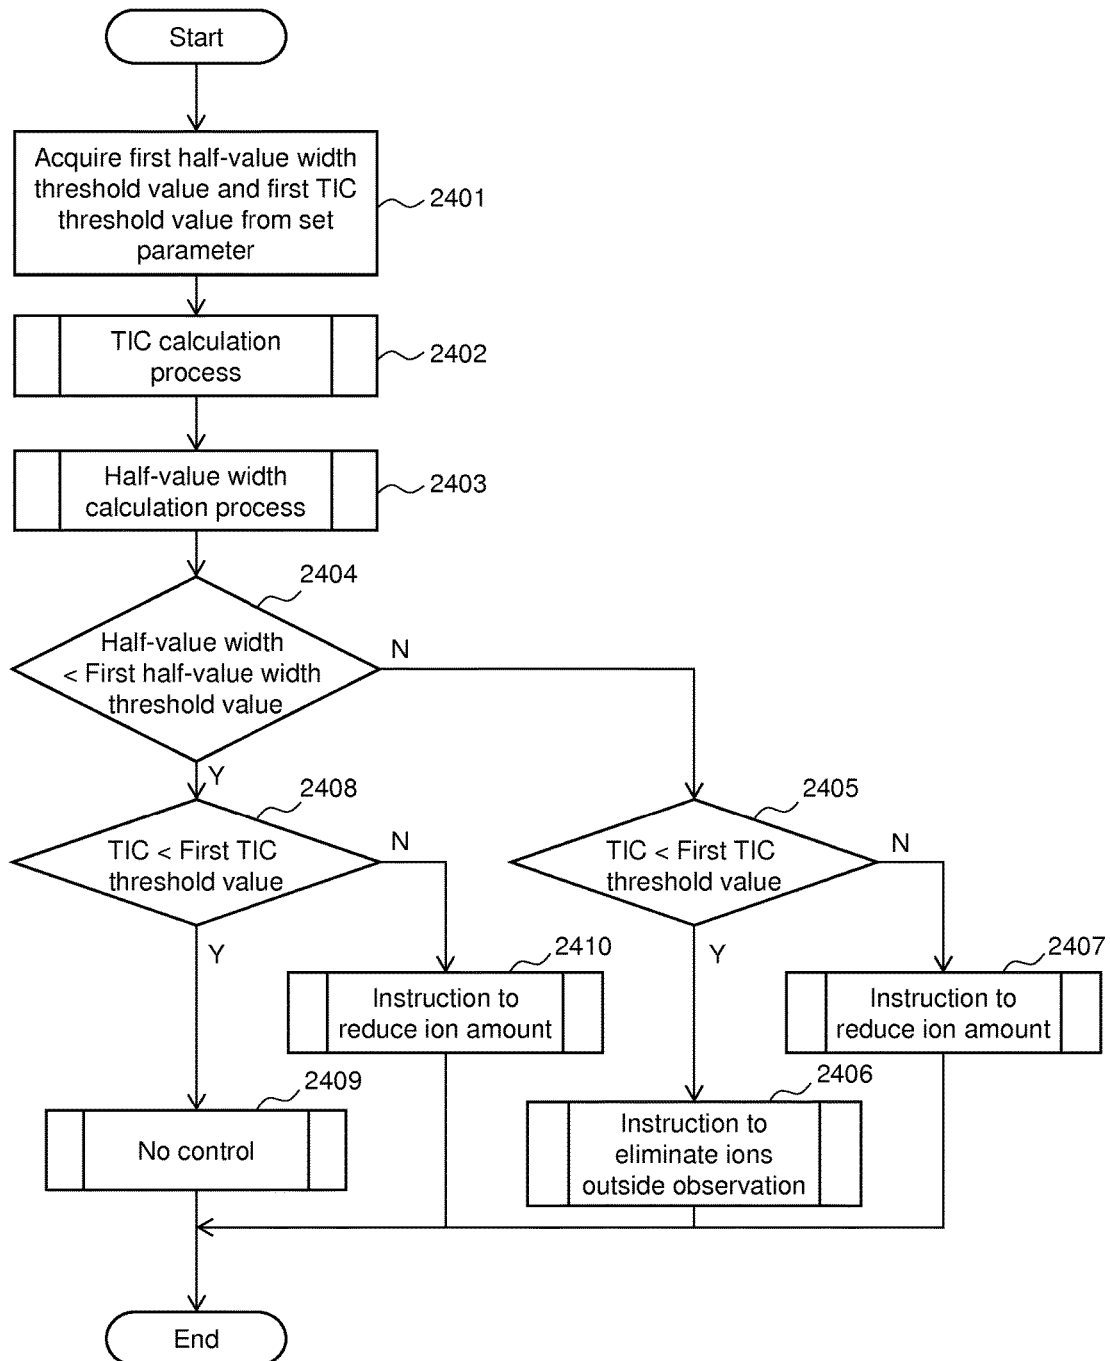 Start
Acquire first half-value width
threshold value and first TIC
threshold value from set
parameter
2401
TIC calculation
process
2402
Half-value width
calculation process
2403
2404
Half-value width
< First half-value width
threshold value
N
Y
2408
TIC < First TIC
threshold value
N
Y
2405
TIC < First TIC
threshold value
N
Y
2410
Instruction to
reduce ion amount
2407
Instruction to
reduce ion amount
2409
No control
2406
Instruction to
eliminate ions
outside observation
End